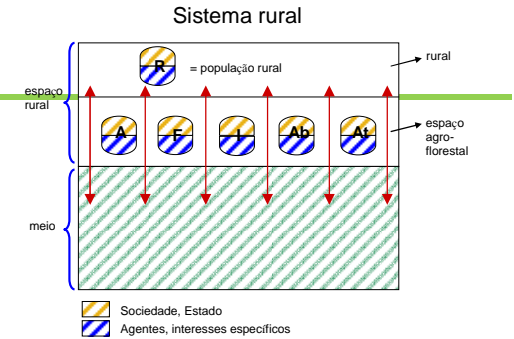 Sistema rural
R
= população rural
rural
espaço
rural
A
F
I
Ab
At
espaço
agro-
florestal
meio
Sociedade, Estado
Agentes, interesses específicos